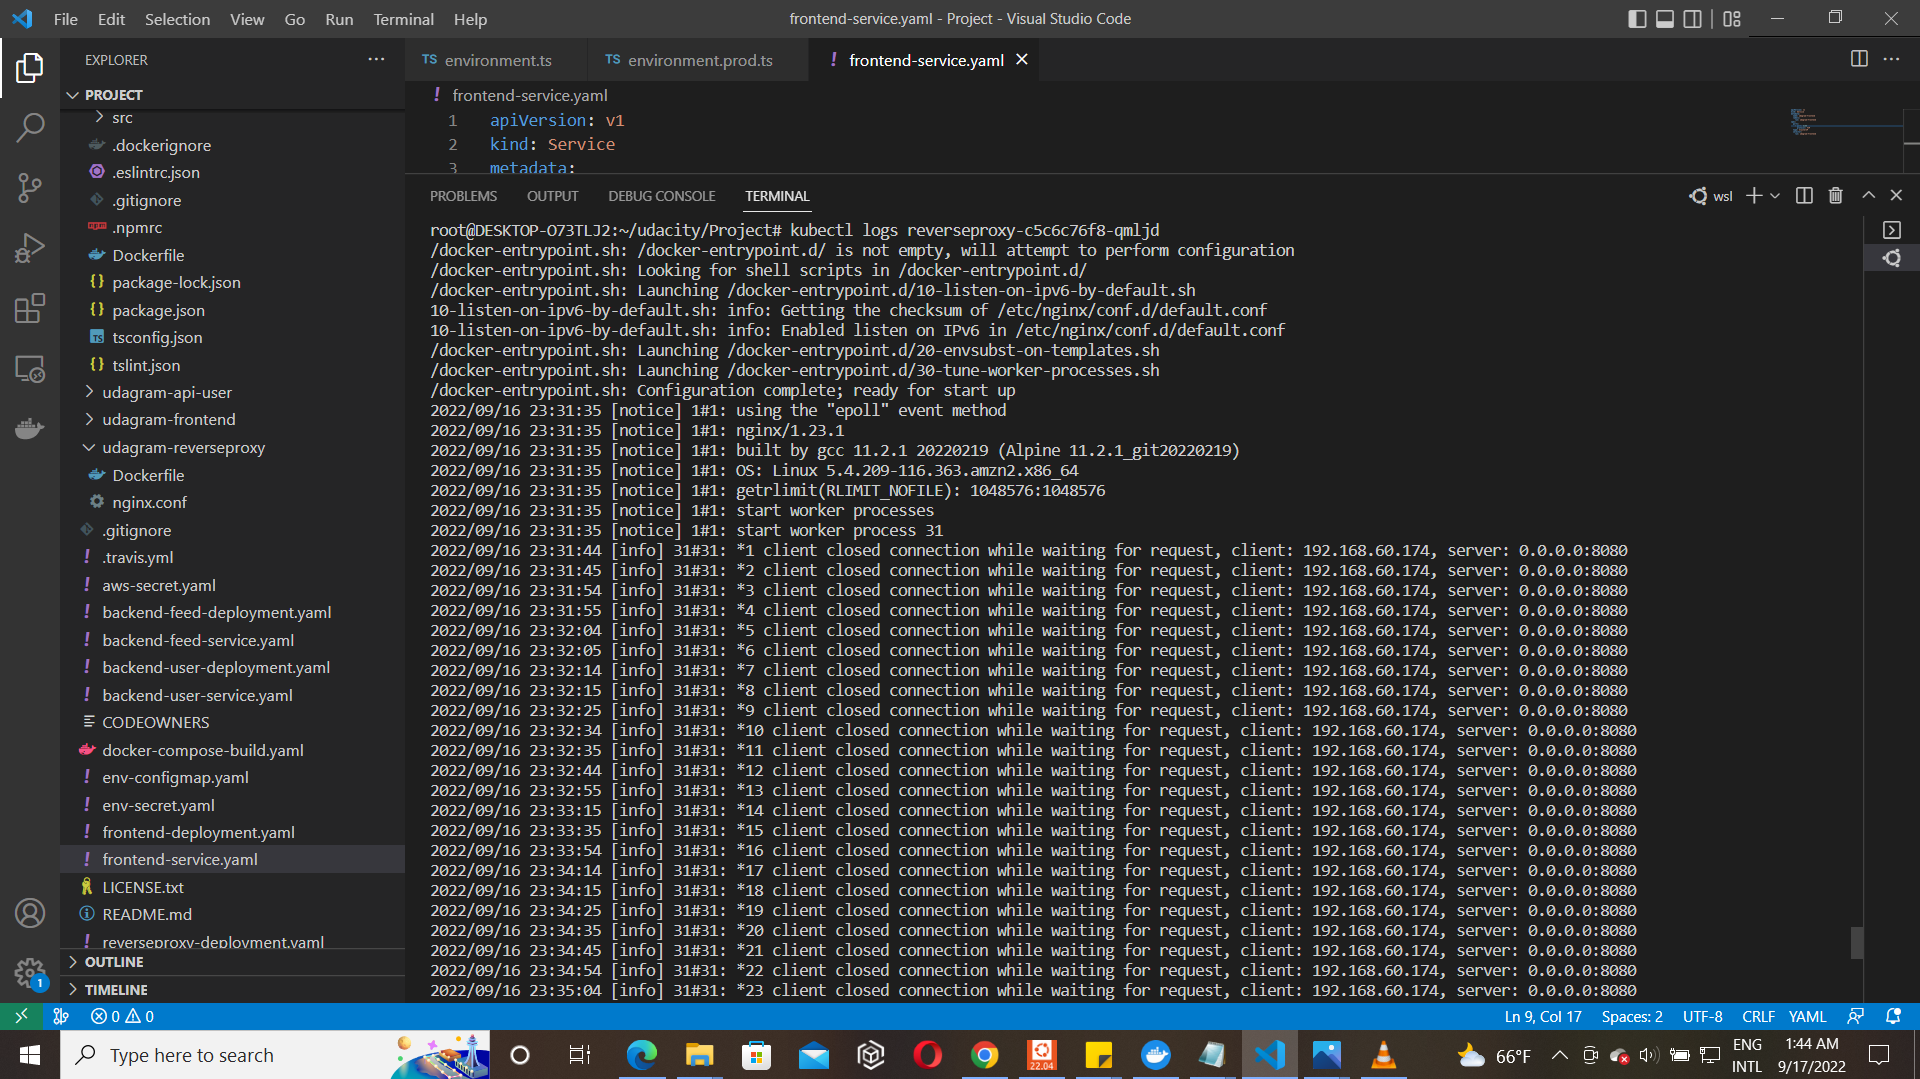 File Edit Selection View Go Run Terminal Help
frontend-service.yaml - Project - Visual Studio Code
EXPLORER
PROJECT
src
.dockerignore
.eslintrc.json
.gitignore
.npmrc
Dockerfile
package-lock.json
package.json
tsconfig.json
tslint.json
udagram-api-user
udagram-frontend
udagram-reverseproxy
Dockerfile
nginx.conf
.gitignore
.travis.yml
aws-secret.yaml
backend-feed-deployment.yaml
backend-feed-service.yaml
backend-user-deployment.yaml
backend-user-service.yaml
CODEOWNERS
docker-compose-build.yaml
env-configmap.yaml
env-secret.yaml
frontend-deployment.yaml
frontend-service.yaml
LICENSE.txt
README.md
reverseproxy-deployment.yaml
OUTLINE
TIMELINE
TS environment.ts
TS environment.prod.ts
! frontend-service.yaml
! frontend-service.yaml
1 apiVersion: v1
2 kind: Service
3 metadata:
PROBLEMS OUTPUT DEBUG CONSOLE TERMINAL
wsl
root@DESKTOP-O73TLJ2:~/udacity/Project# kubectl logs reverseproxy-c5c6c76f8-qmljd
/docker-entrypoint.sh: /docker-entrypoint.d/ is not empty, will attempt to perform configuration
/docker-entrypoint.sh: Looking for shell scripts in /docker-entrypoint.d/
/docker-entrypoint.sh: Launching /docker-entrypoint.d/10-listen-on-ipv6-by-default.sh
10-listen-on-ipv6-by-default.sh: info: Getting the checksum of /etc/nginx/conf.d/default.conf
10-listen-on-ipv6-by-default.sh: info: Enabled listen on IPv6 in /etc/nginx/conf.d/default.conf
/docker-entrypoint.sh: Launching /docker-entrypoint.d/20-envsubst-on-templates.sh
/docker-entrypoint.sh: Launching /docker-entrypoint.d/30-tune-worker-processes.sh
/docker-entrypoint.sh: Configuration complete; ready for start up
2022/09/16 23:31:35 [notice] 1#1: using the "epoll" event method
2022/09/16 23:31:35 [notice] 1#1: nginx/1.23.1
2022/09/16 23:31:35 [notice] 1#1: built by gcc 11.2.1 20220219 (Alpine 11.2.1_git20220219)
2022/09/16 23:31:35 [notice] 1#1: OS: Linux 5.4.209-116.363.amzn2.x86_64
2022/09/16 23:31:35 [notice] 1#1: getrlimit(RLIMIT_NOFILE): 1048576:1048576
2022/09/16 23:31:35 [notice] 1#1: start worker processes
2022/09/16 23:31:35 [notice] 1#1: start worker process 31
2022/09/16 23:31:44 [info] 31#31: *1 client closed connection while waiting for request, client: 192.168.60.174, server: 0.0.0.0:8080
2022/09/16 23:31:45 [info] 31#31: *2 client closed connection while waiting for request, client: 192.168.60.174, server: 0.0.0.0:8080
2022/09/16 23:31:54 [info] 31#31: *3 client closed connection while waiting for request, client: 192.168.60.174, server: 0.0.0.0:8080
2022/09/16 23:31:55 [info] 31#31: *4 client closed connection while waiting for request, client: 192.168.60.174, server: 0.0.0.0:8080
2022/09/16 23:32:04 [info] 31#31: *5 client closed connection while waiting for request, client: 192.168.60.174, server: 0.0.0.0:8080
2022/09/16 23:32:05 [info] 31#31: *6 client closed connection while waiting for request, client: 192.168.60.174, server: 0.0.0.0:8080
2022/09/16 23:32:14 [info] 31#31: *7 client closed connection while waiting for request, client: 192.168.60.174, server: 0.0.0.0:8080
2022/09/16 23:32:15 [info] 31#31: *8 client closed connection while waiting for request, client: 192.168.60.174, server: 0.0.0.0:8080
2022/09/16 23:32:25 [info] 31#31: *9 client closed connection while waiting for request, client: 192.168.60.174, server: 0.0.0.0:8080
2022/09/16 23:32:34 [info] 31#31: *10 client closed connection while waiting for request, client: 192.168.60.174, server: 0.0.0.0:8080
2022/09/16 23:32:35 [info] 31#31: *11 client closed connection while waiting for request, client: 192.168.60.174, server: 0.0.0.0:8080
2022/09/16 23:32:44 [info] 31#31: *12 client closed connection while waiting for request, client: 192.168.60.174, server: 0.0.0.0:8080
2022/09/16 23:32:55 [info] 31#31: *13 client closed connection while waiting for request, client: 192.168.60.174, server: 0.0.0.0:8080
2022/09/16 23:33:15 [info] 31#31: *14 client closed connection while waiting for request, client: 192.168.60.174, server: 0.0.0.0:8080
2022/09/16 23:33:35 [info] 31#31: *15 client closed connection while waiting for request, client: 192.168.60.174, server: 0.0.0.0:8080
2022/09/16 23:33:54 [info] 31#31: *16 client closed connection while waiting for request, client: 192.168.60.174, server: 0.0.0.0:8080
2022/09/16 23:34:14 [info] 31#31: *17 client closed connection while waiting for request, client: 192.168.60.174, server: 0.0.0.0:8080
2022/09/16 23:34:15 [info] 31#31: *18 client closed connection while waiting for request, client: 192.168.60.174, server: 0.0.0.0:8080
2022/09/16 23:34:25 [info] 31#31: *19 client closed connection while waiting for request, client: 192.168.60.174, server: 0.0.0.0:8080
2022/09/16 23:34:35 [info] 31#31: *20 client closed connection while waiting for request, client: 192.168.60.174, server: 0.0.0.0:8080
2022/09/16 23:34:45 [info] 31#31: *21 client closed connection while waiting for request, client: 192.168.60.174, server: 0.0.0.0:8080
2022/09/16 23:34:54 [info] 31#31: *22 client closed connection while waiting for request, client: 192.168.60.174, server: 0.0.0.0:8080
2022/09/16 23:35:04 [info] 31#31: *23 client closed connection while waiting for request, client: 192.168.60.174, server: 0.0.0.0:8080
1
0 0
Ln 9, Col 17 Spaces: 2 UTF-8 CRLF YAML
Type here to search
22.04
66°F
ENG
INTL
1:44 AM
9/17/2022